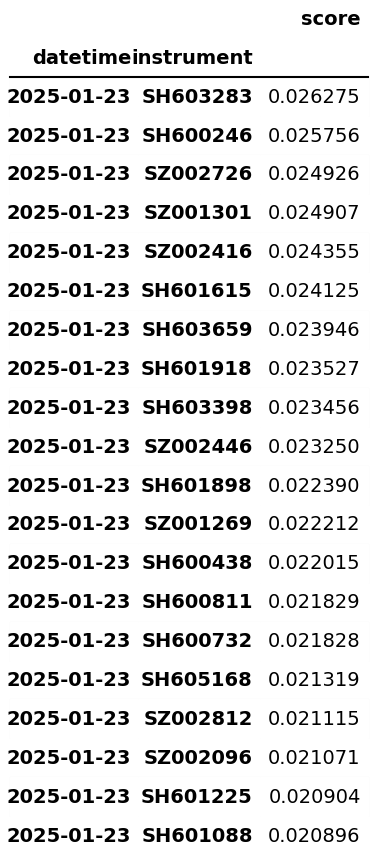 score
datetime instrument
2025-01-23 SH603283 0.026275
2025-01-23 SH600246 0.025756
2025-01-23 SZ002726 0.024926
2025-01-23 SZ001301 0.024907
2025-01-23 SZ002416 0.024355
2025-01-23 SH601615 0.024125
2025-01-23 SH603659 0.023946
2025-01-23 SH601918 0.023527
2025-01-23 SH603398 0.023456
2025-01-23 SZ002446 0.023250
2025-01-23 SH601898 0.022390
2025-01-23 SZ001269 0.022212
2025-01-23 SH600438 0.022015
2025-01-23 SH600811 0.021829
2025-01-23 SH600732 0.021828
2025-01-23 SH605168 0.021319
2025-01-23 SZ002812 0.021115
2025-01-23 SZ002096 0.021071
2025-01-23 SH601225 0.020904
2025-01-23 SH601088 0.020896